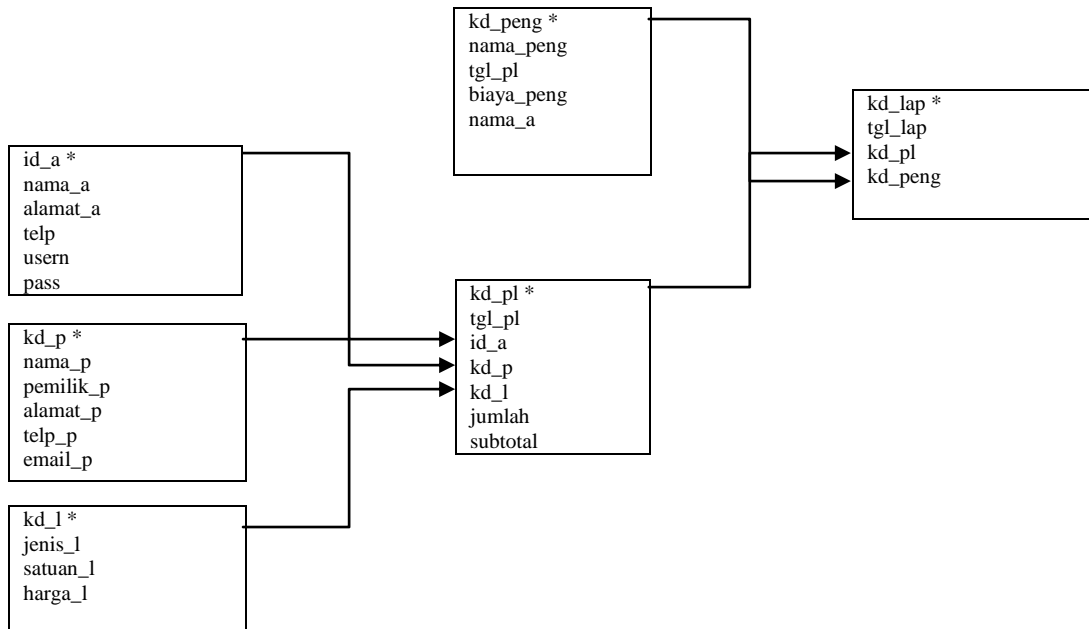 kd_peng *
nama_peng
tgl_pl
biaya_peng
nama_a
kd_lap *
tgl_lap
kd_pl
kd_peng
id_a *
nama_a
alamat_a
telp
usern
pass
kd_pl *
tgl_pl
id_a
kd_p
kd_l
jumlah
subtotal
kd_p *
nama_p
pemilik_p
alamat_p
telp_p
email_p
kd_l *
jenis_l
satuan_l
harga_l